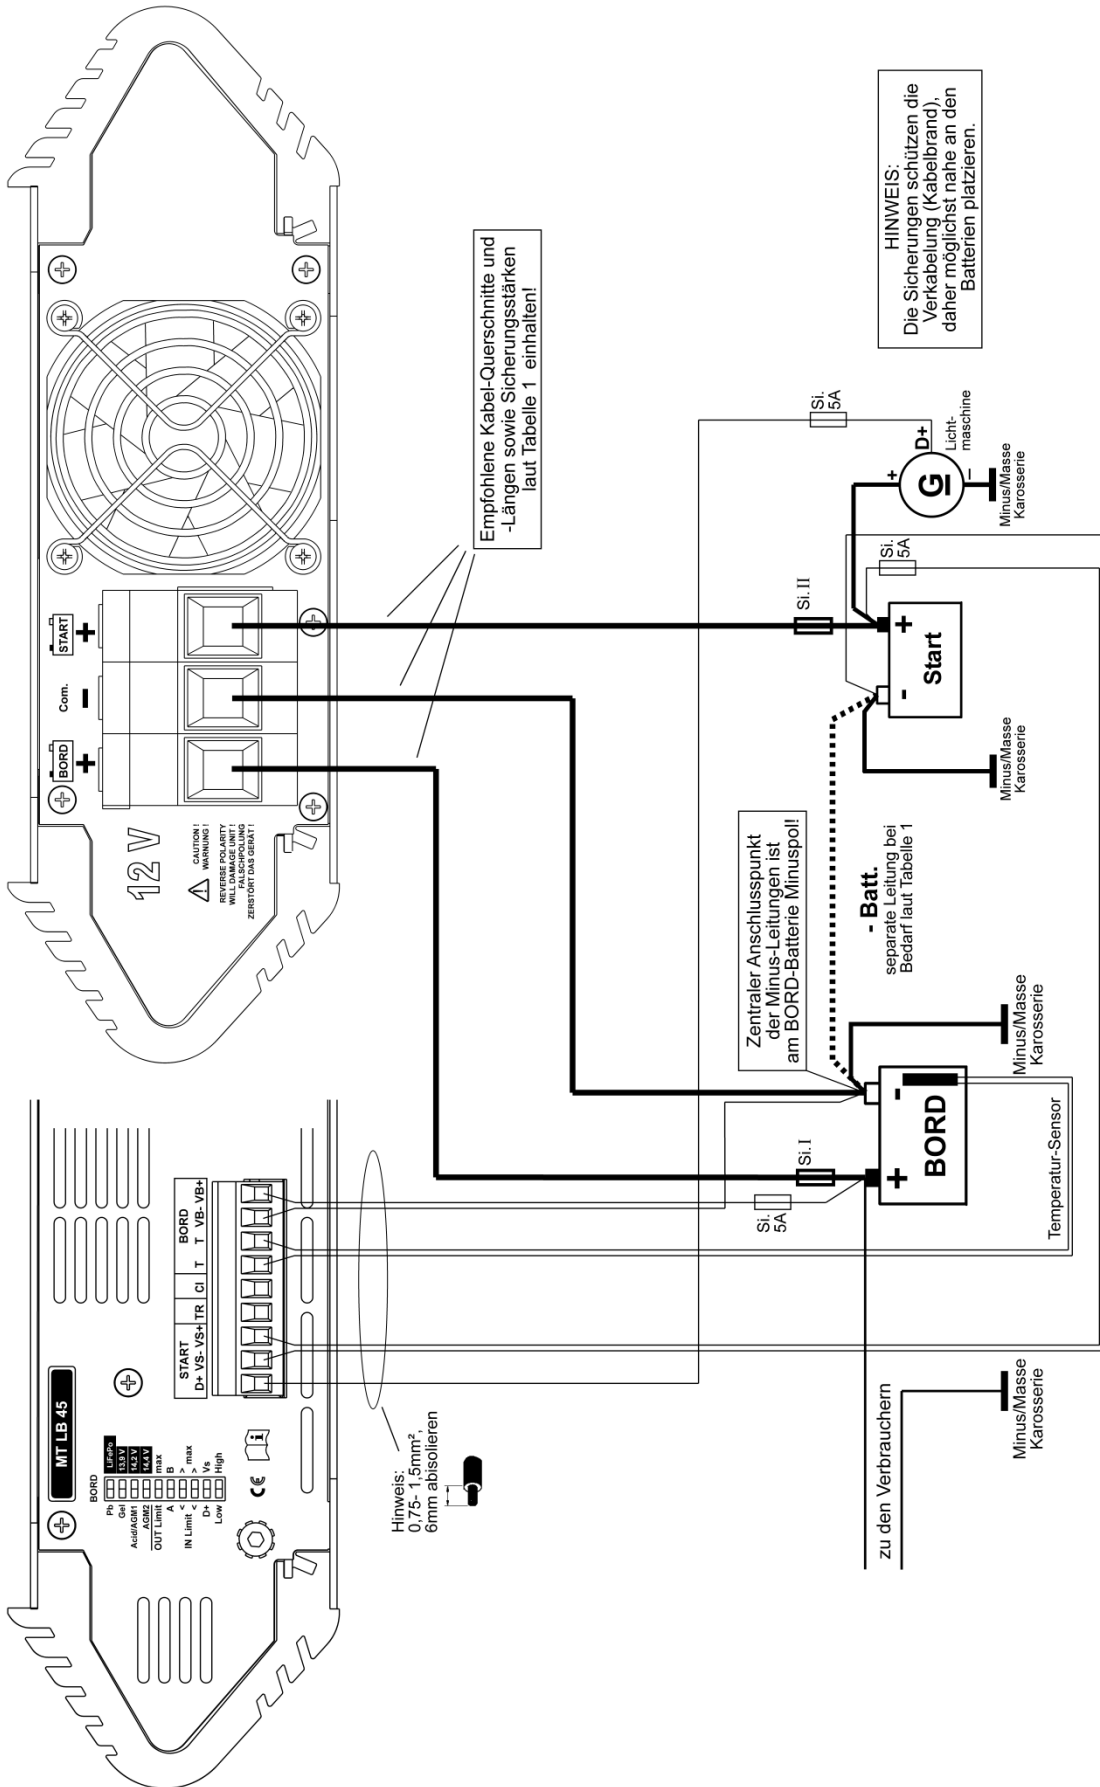 MT LB 45
BORD
Pb LiFePo
Gel 13,9 V
Acid/AGM1 14,2 V
AGM2 14,4 V
OUT Limit max
A B
IN Limit < > max
< >
D+ Vs
Low High
CE
START BORD
D+ VS- VS+ TR CI T T VB- VB+
Hinweis:
0,75- 1,5mm²,
6mm abisolieren
12 V
CAUTION !
WARNUNG !
REVERSE POLARITY
WILL DAMAGE UNIT !
FALSCHPOLUNG
ZERSTÖRT DAS GERÄT !
BORD Com. START
+ − +
Empfohlene Kabel-Querschnitte und
-Längen sowie Sicherungsstärken
laut Tabelle 1 einhalten!
HINWEIS:
Die Sicherungen schützen die
Verkabelung (Kabelbrand),
daher möglichst nahe an den
Batterien platzieren.
Si.
5A
Si. I
Si. II
Si.
5A
Si.
5A
Zentraler Anschlusspunkt
der Minus-Leitungen ist
am BORD-Batterie Minuspol!
- Batt.
separate Leitung bei
Bedarf laut Tabelle 1
+ -
BORD
Temperatur-Sensor
Minus/Masse
Karosserie
- +
Start
Minus/Masse
Karosserie
+ D+
G
−
Licht-
maschine
Minus/Masse
Karosserie
zu den Verbrauchern
Minus/Masse
Karosserie